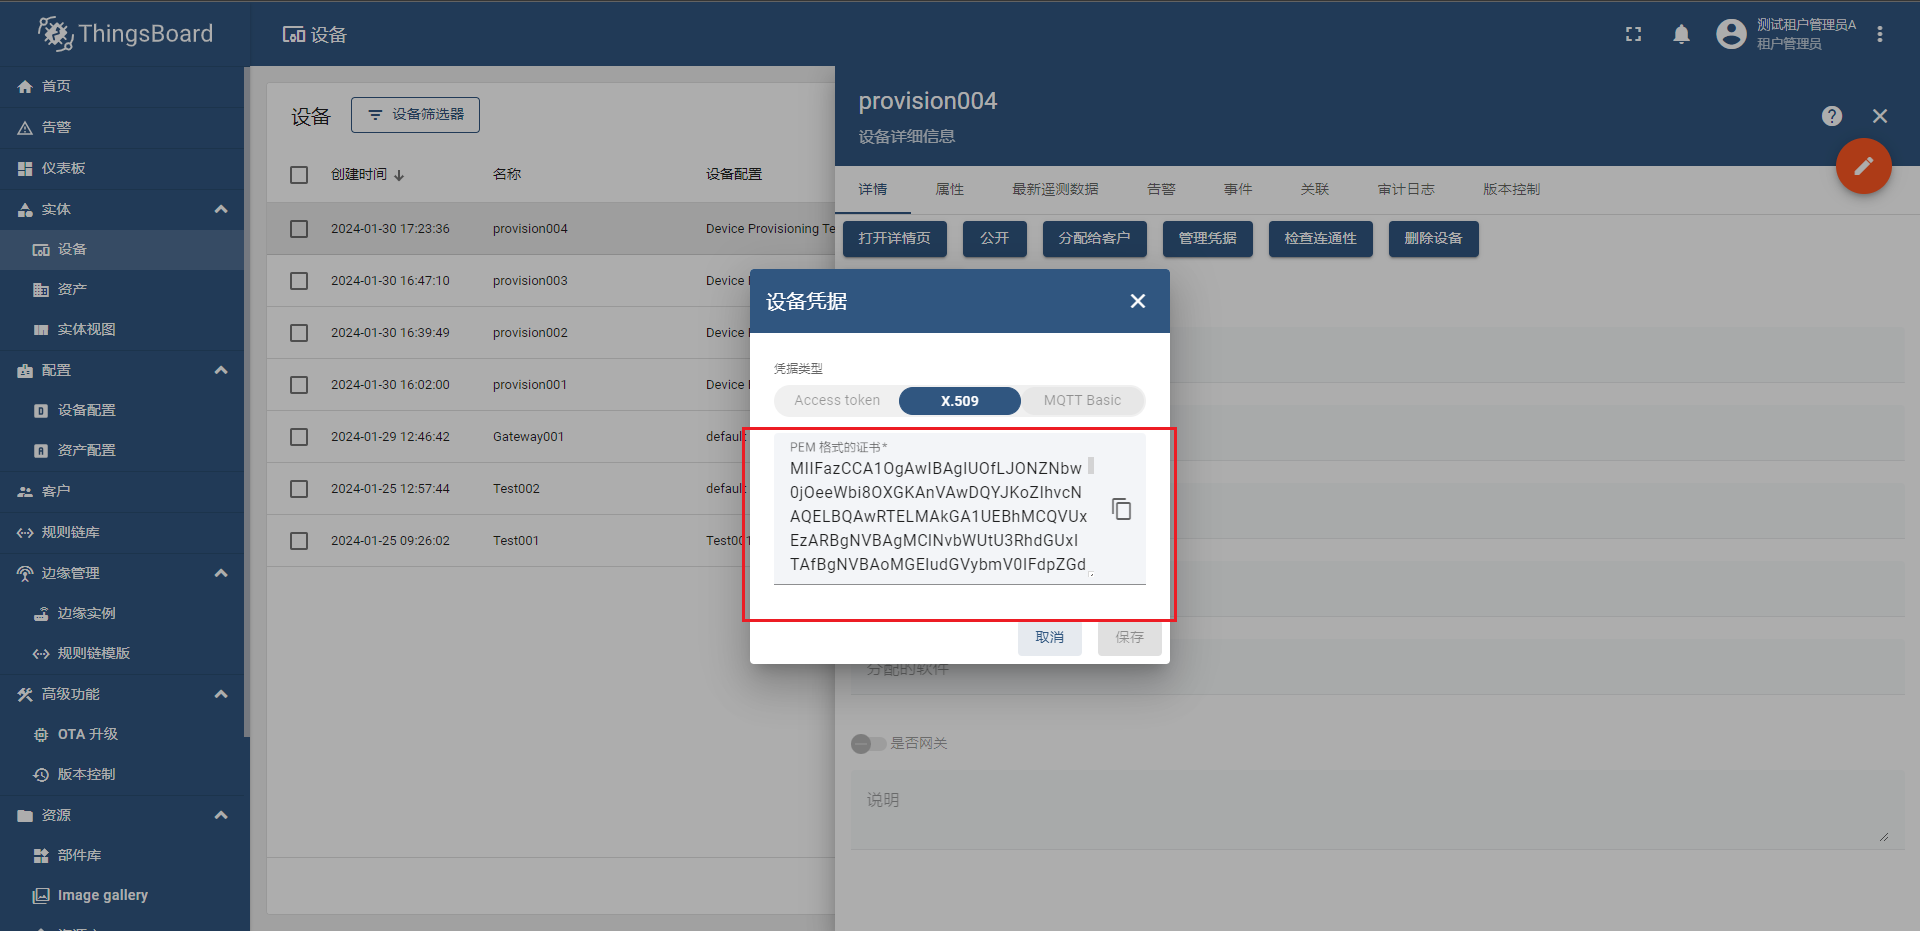 ThingsBoard
设备
测试租户管理员A
租户管理员
首页
告警
仪表板
实体
设备
资产
实体视图
配置
设备配置
资产配置
客户
规则链库
边缘管理
边缘实例
规则链模版
高级功能
OTA 升级
版本控制
资源
部件库
Image gallery
设备
设备筛选器
创建时间 名称 设备配置
2024-01-30 17:23:36 provision004 Device Provisioning Te
2024-01-30 16:47:10 provision003 Device
2024-01-30 16:39:49 provision002 Device
2024-01-30 16:02:00 provision001 Device
2024-01-29 12:46:42 Gateway001 default
2024-01-25 12:57:44 Test002 default
2024-01-25 09:26:02 Test001 Test001
provision004
设备详细信息
详情 属性 最新遥测数据 告警 事件 关联 审计日志 版本控制
打开详情页 公开 分配给客户 管理凭据 检查连通性 删除设备
设备凭据
凭据类型
Access token X.509 MQTT Basic
PEM 格式的证书*
MIIFazCCA1OgAwIBAgIUOfLJONZNbw
0jOeeWbi8OXGKAnVAwDQYJKoZIhvcN
AQELBQAwRTELMAkGA1UEBhMCQVUx
EzARBgNVBAgMClNvbWUtU3RhdGUxI
TAfBgNVBAoMGEludGVybmV0IFdpZGd
取消 保存
分配的软件
是否网关
说明